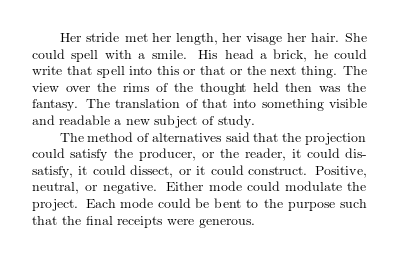 Her stride met her length, her visage her hair. She
could spell with a smile. His head a brick, he could
write that spell into this or that or the next thing. The
view over the rims of the thought held then was the
fantasy. The translation of that into something visible
and readable a new subject of study.
The method of alternatives said that the projection
could satisfy the producer, or the reader, it could dis-
satisfy, it could dissect, or it could construct. Positive,
neutral, or negative. Either mode could modulate the
project. Each mode could be bent to the purpose such
that the final receipts were generous.